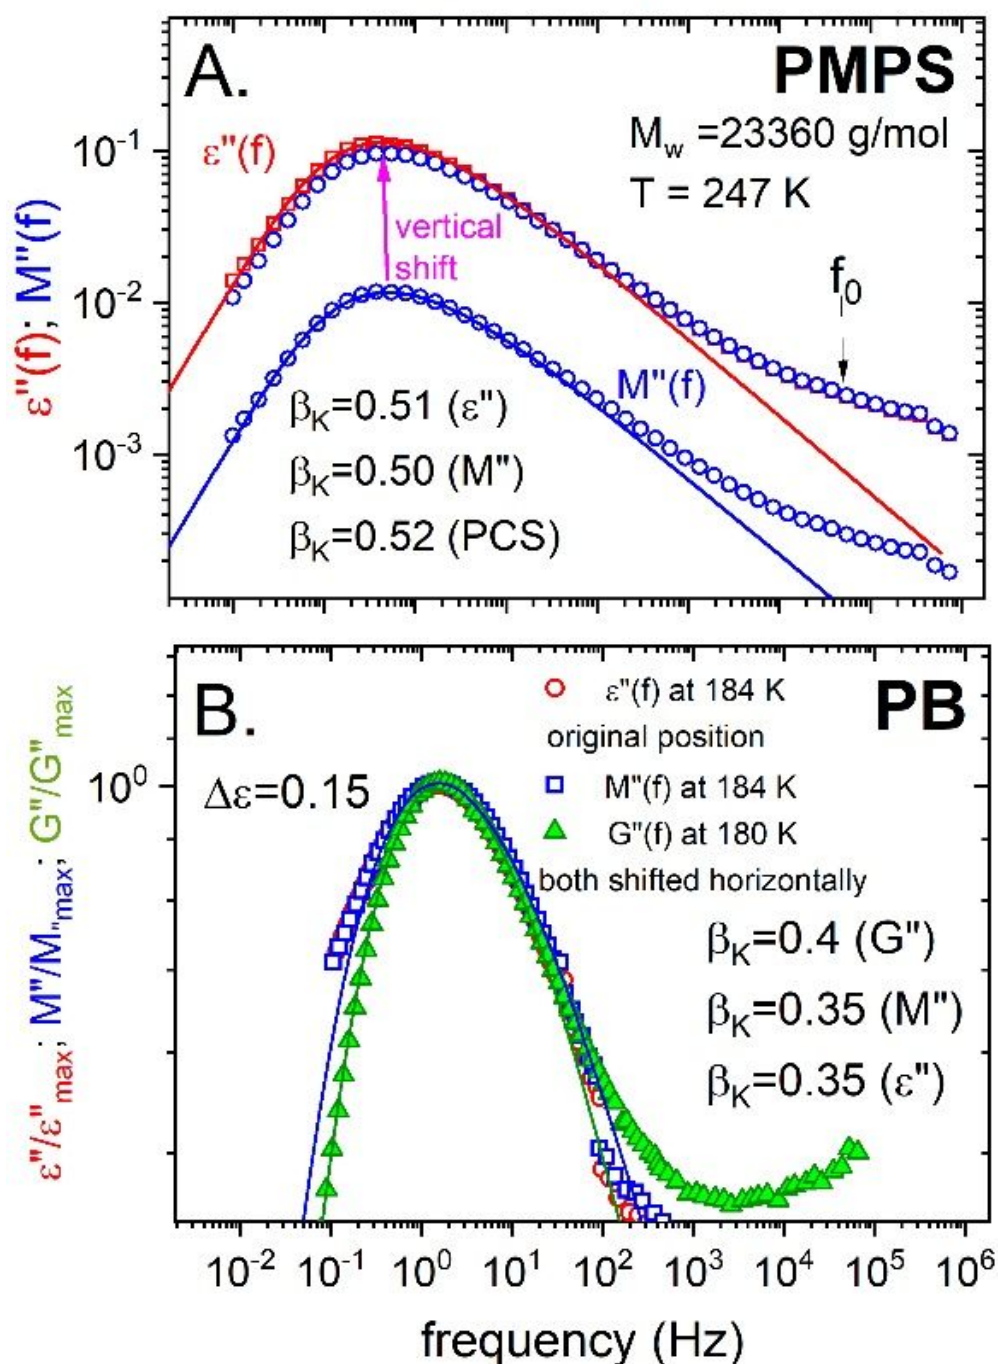 A.
PMPS
M_w =23360 g/mol
T = 247 K
ε"(f)
vertical
shift
f_|0
M"(f)
β_K=0.51 (ε")
β_K=0.50 (M")
β_K=0.52 (PCS)
ε"(f); M"(f)
10^-1
10^-2
10^-3
B.
PB
ε"(f) at 184 K
original position
M"(f) at 184 K
G"(f) at 180 K
both shifted horizontally
Δε=0.15
β_K=0.4 (G")
β_K=0.35 (M")
β_K=0.35 (ε")
ε"/ε"_max; M"/M"_max; G"/G"_max
10^0
10^-2 10^-1 10^0 10^1 10^2 10^3 10^4 10^5 10^6
frequency (Hz)